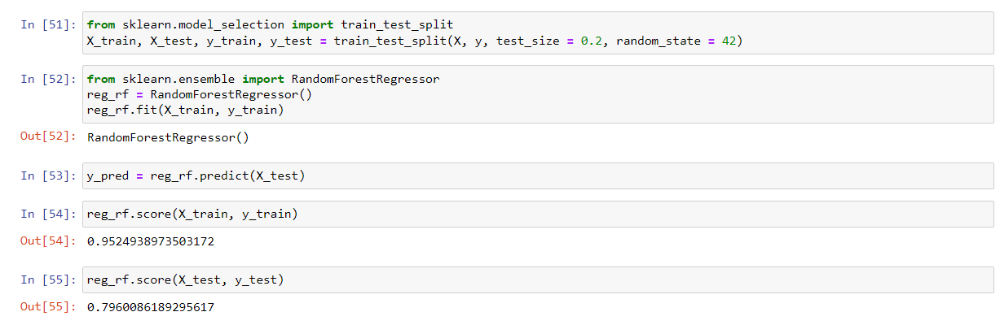 In [51]: from sklearn.model_selection import train_test_split
X_train, X_test, y_train, y_test = train_test_split(X, y, test_size = 0.2, random_state = 42)
In [52]: from sklearn.ensemble import RandomForestRegressor
reg_rf = RandomForestRegressor()
reg_rf.fit(X_train, y_train)
Out[52]: RandomForestRegressor()
In [53]: y_pred = reg_rf.predict(X_test)
In [54]: reg_rf.score(X_train, y_train)
Out[54]: 0.9524938973503172
In [55]: reg_rf.score(X_test, y_test)
Out[55]: 0.7960086189295617